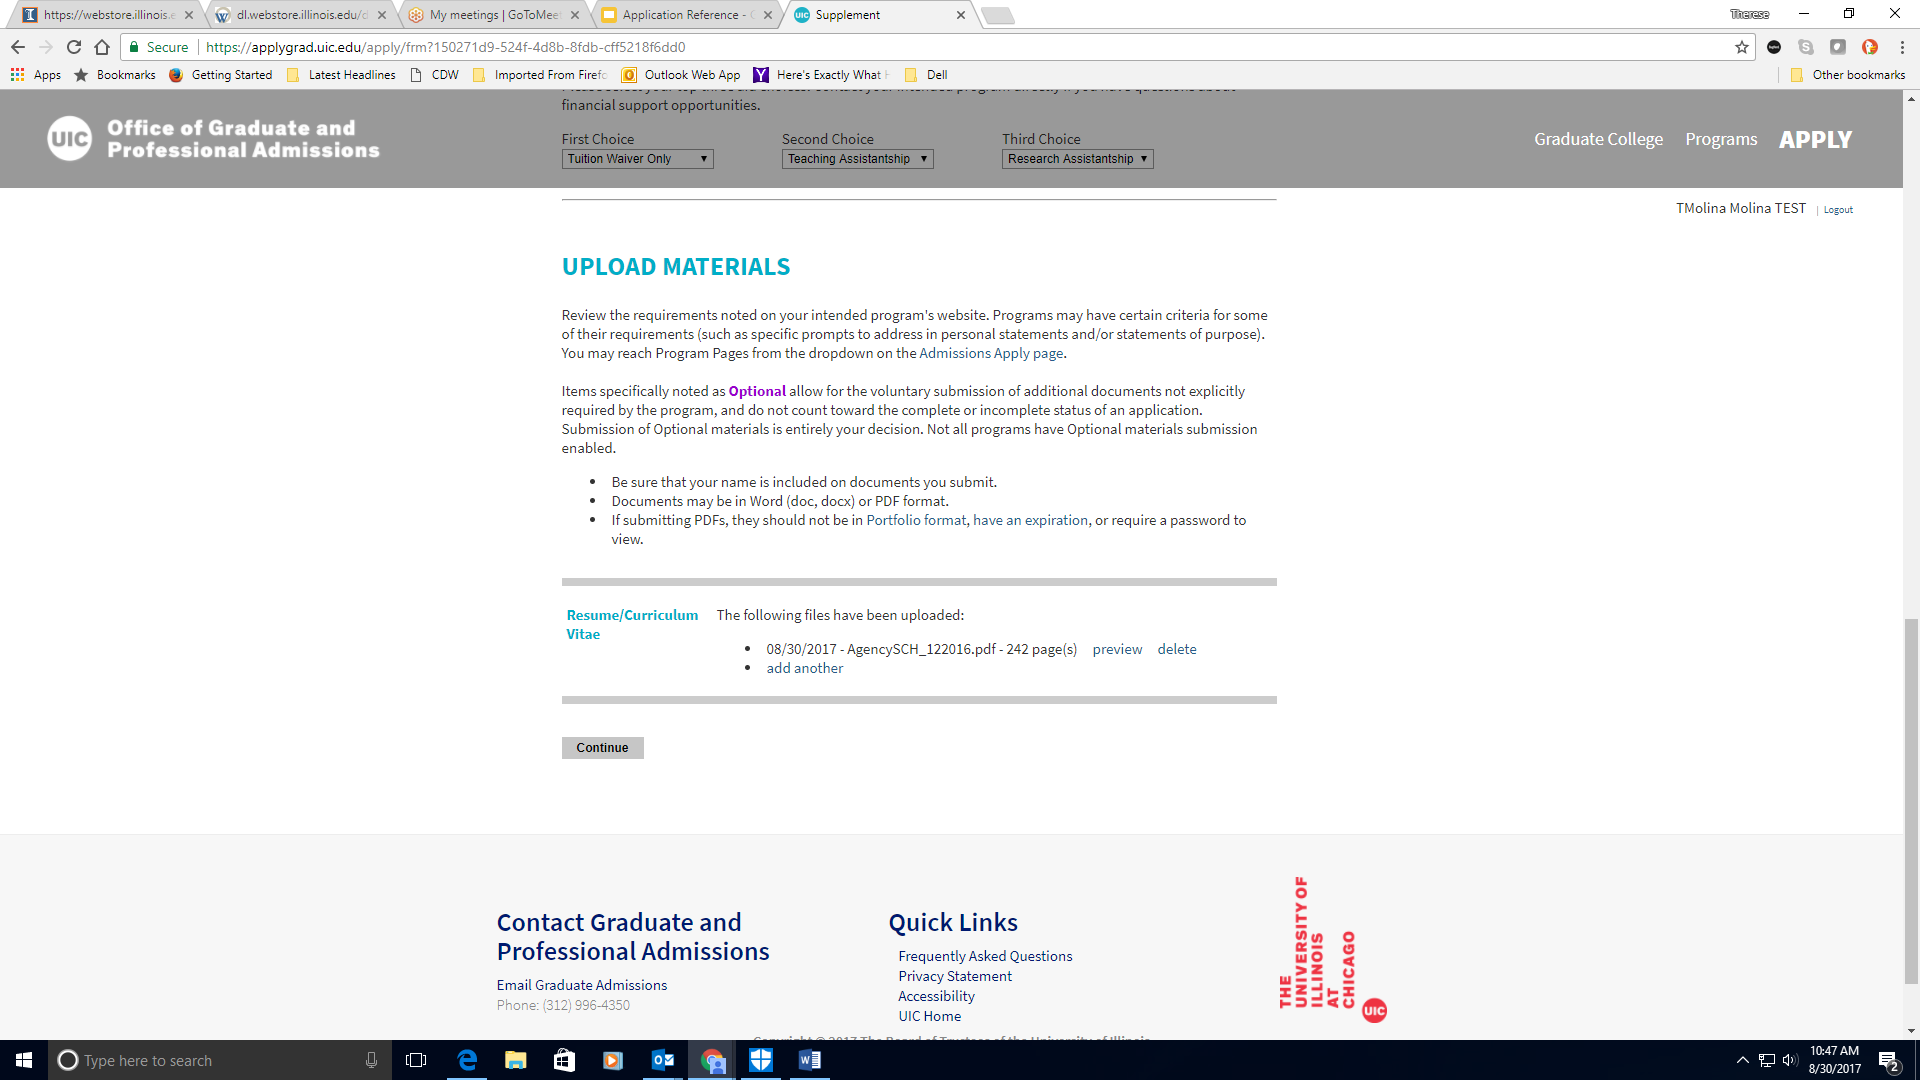 https://webstore.illinois.e
dl.webstore.illinois.edu/d
My meetings | GoToMee
Application Reference -
Supplement
Therese
Secure
https://applygrad.uic.edu/apply/frm?150271d9-524f-4d8b-8fdb-cff5218f6dd0
Apps
Bookmarks
Getting Started
Latest Headlines
CDW
Imported From Firefo
Outlook Web App
Here's Exactly What
Dell
Other bookmarks
financial support opportunities.
UIC
Office of Graduate and
Professional Admissions
First Choice
Second Choice
Third Choice
Tuition Waiver Only
Teaching Assistantship
Research Assistantship
Graduate College
Programs
APPLY
TMolina Molina TEST | Logout
UPLOAD MATERIALS
Review the requirements noted on your intended program's website. Programs may have certain criteria for some
of their requirements (such as specific prompts to address in personal statements and/or statements of purpose).
You may reach Program Pages from the dropdown on the Admissions Apply page.
Items specifically noted as Optional allow for the voluntary submission of additional documents not explicitly
required by the program, and do not count toward the complete or incomplete status of an application.
Submission of Optional materials is entirely your decision. Not all programs have Optional materials submission
enabled.
• Be sure that your name is included on documents you submit.
• Documents may be in Word (doc, docx) or PDF format.
• If submitting PDFs, they should not be in Portfolio format, have an expiration, or require a password to
view.
Resume/Curriculum
Vitae
The following files have been uploaded:
• 08/30/2017 - AgencySCH_122016.pdf - 242 page(s) preview delete
• add another
Continue
Contact Graduate and
Professional Admissions
Email Graduate Admissions
Phone: (312) 996-4350
Quick Links
Frequently Asked Questions
Privacy Statement
Accessibility
UIC Home
THE
UNIVERSITY OF
ILLINOIS
AT
CHICAGO
UIC
Copyright © 2017 The Board of Trustees of the University of Illinois
Type here to search
10:47 AM
8/30/2017
2